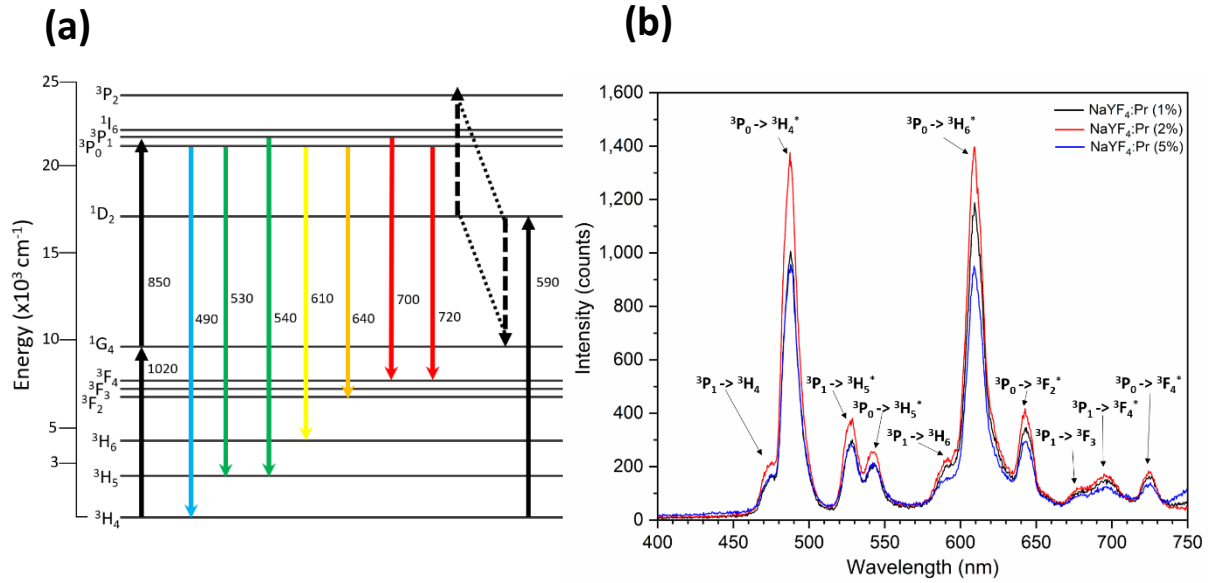 (a)
(b)
25
20
15
10
5
3
Energy (x10³ cm⁻¹)
³P₂
¹I₆
³P₁
³P₀ ¹
¹D₂
¹G₄
³F₄
³F₃
³F₂
³H₆
³H₅
³H₄
850
1020
490
530
540
610
640
700
720
590
1,600
1,400
1,200
1,000
800
600
400
200
0
Intensity (counts)
NaYF₄:Pr (1%)
NaYF₄:Pr (2%)
NaYF₄:Pr (5%)
³P₀ -> ³H₄*
³P₀ -> ³H₆*
³P₁ -> ³H₄
³P₁ -> ³H₅*
³P₀ -> ³H₅*
³P₁ -> ³H₆
³P₀ -> ³F₂*
³P₀ -> ³F₄*
³P₁ -> ³F₄*
³P₁ -> ³F₃
400 450 500 550 600 650 700 750
Wavelength (nm)